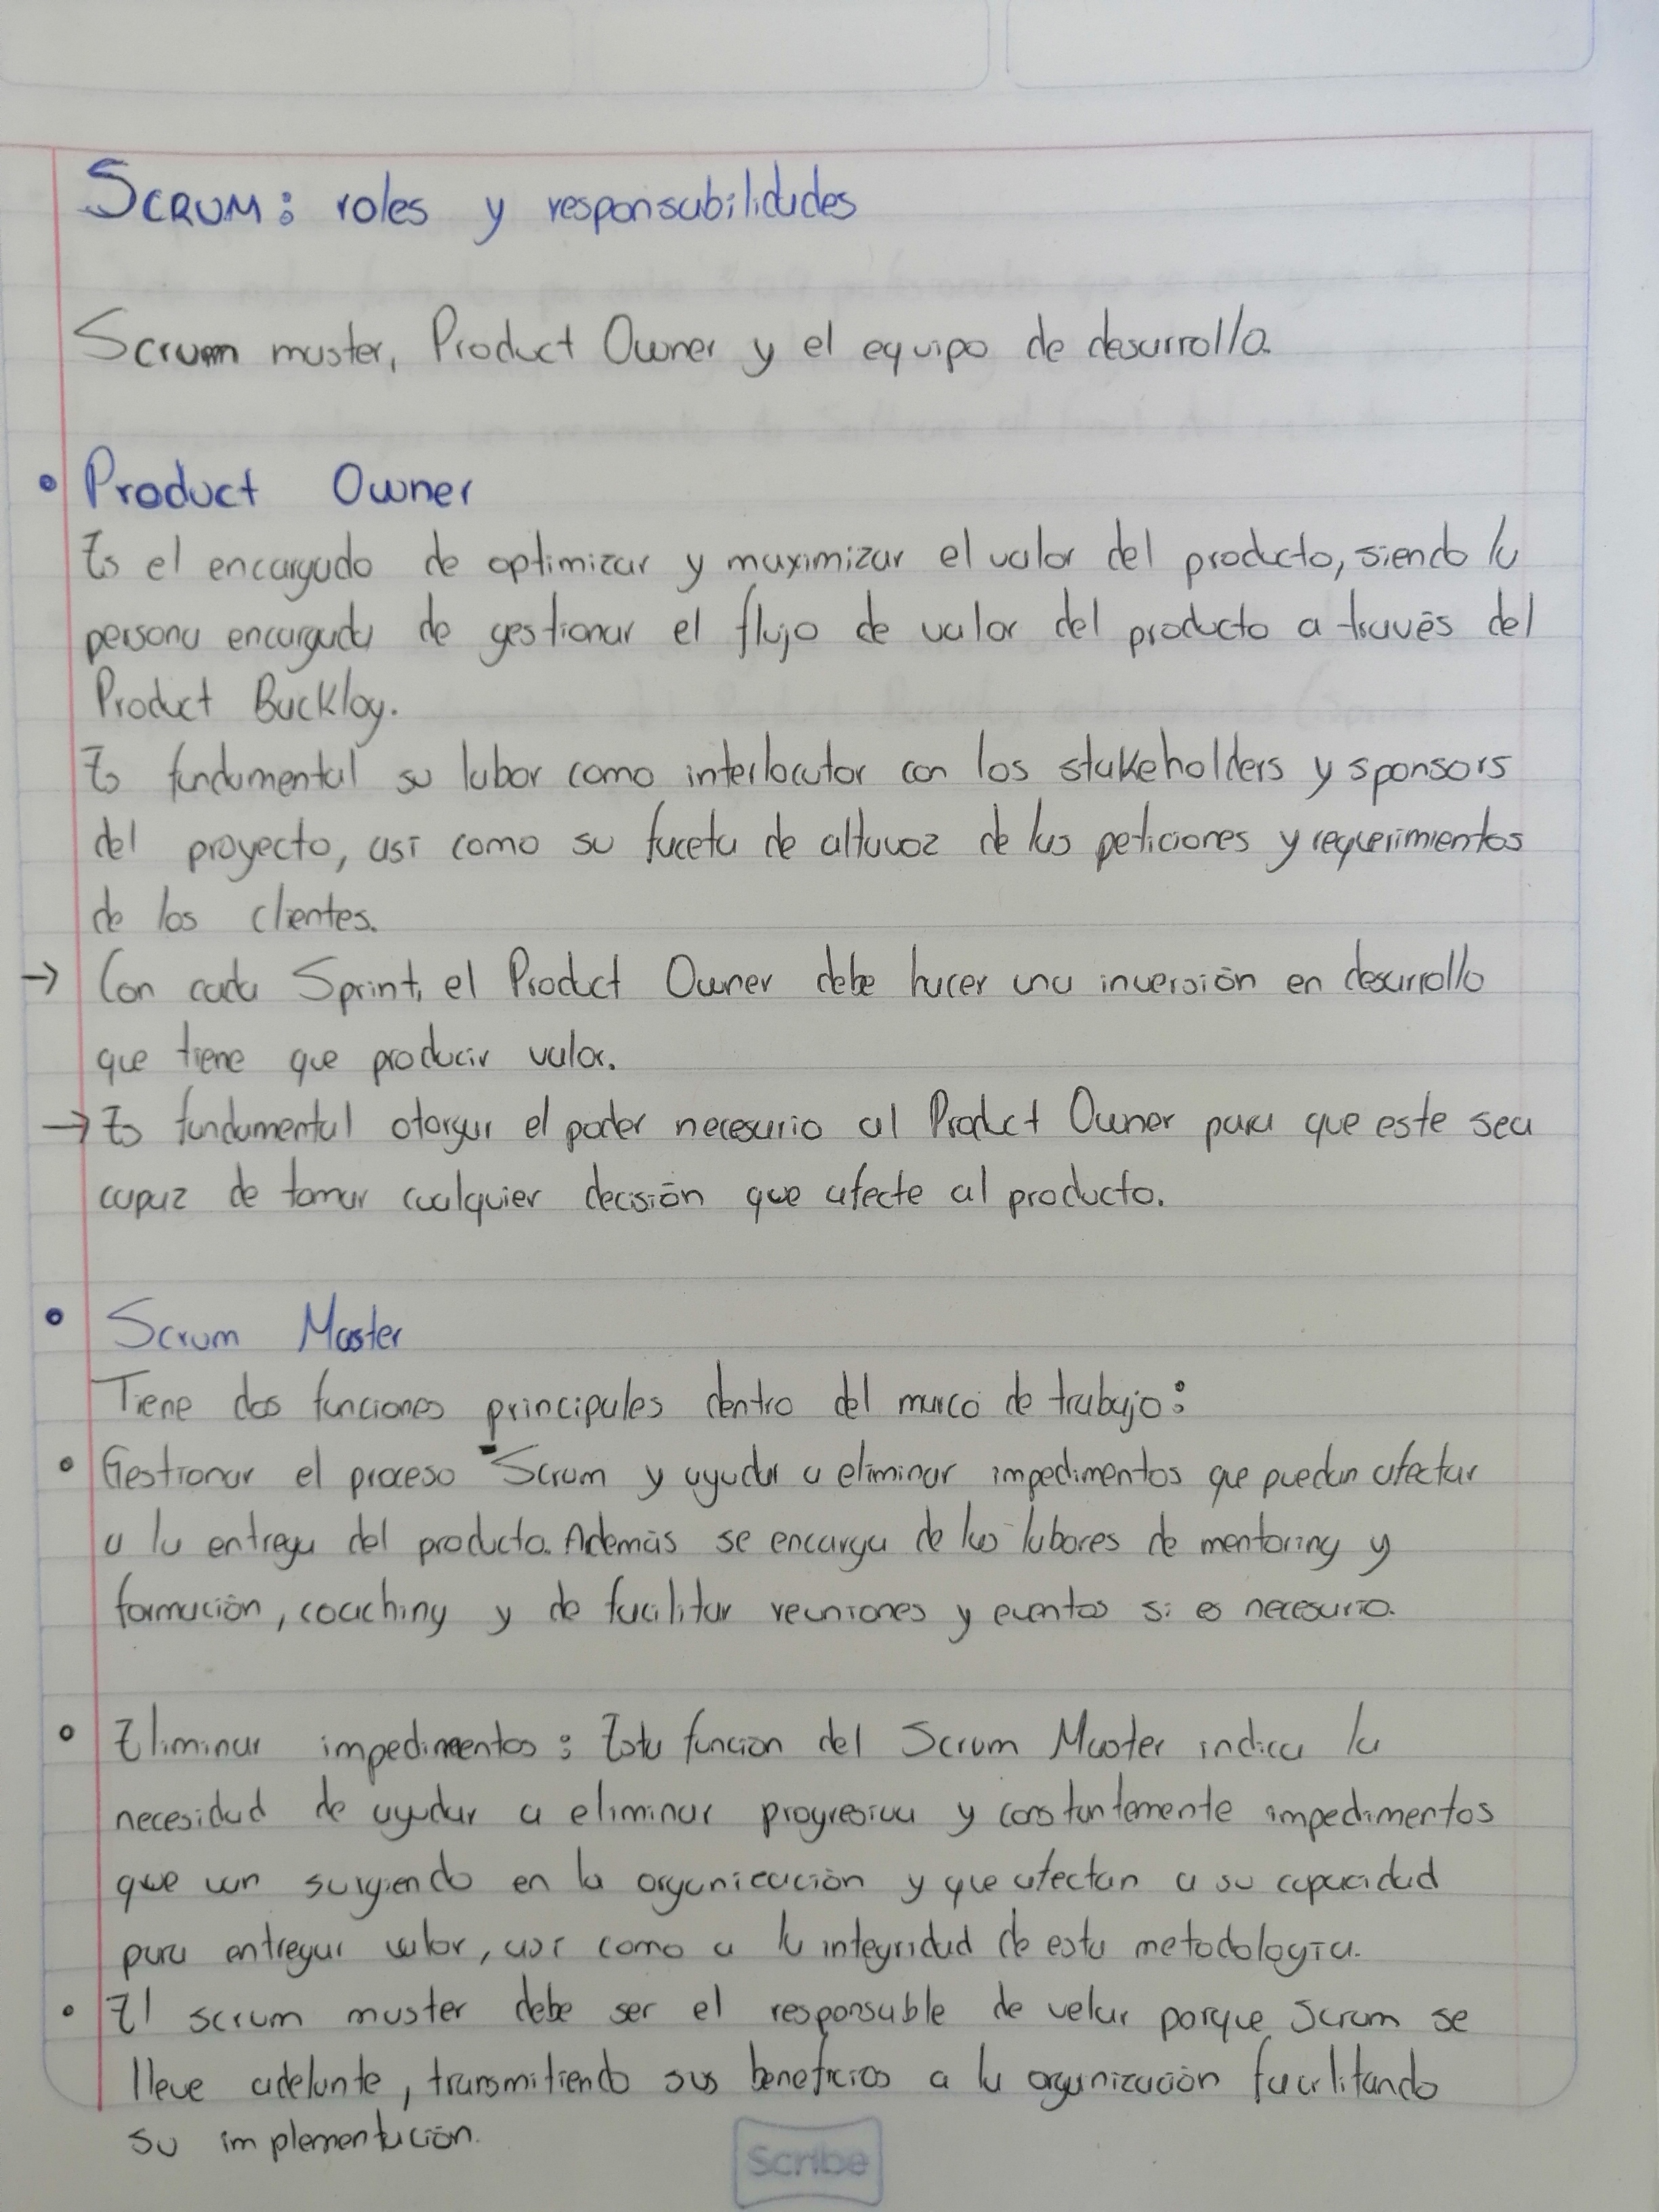 SCRUM: roles y responsabilidades
Scrum master, Product Owner y el equipo de desarrollo.
• Product Owner
Es el encargado de optimizar y maximizar el valor del producto, siendo la
persona encargada de gestionar el flujo de valor del producto a través del
Product Backlog.
Es fundamental su labor como interlocutor con los stakeholders y sponsors
del proyecto, así como su faceta de altavoz de las peticiones y requerimientos
de los clientes.
→ Con cada Sprint, el Product Owner debe hacer una inversión en desarrollo
que tiene que producir valor.
→ Es fundamental otorgar el poder necesario al Product Owner para que este sea
capaz de tomar cualquier decisión que afecte al producto.
• Scrum Master
Tiene dos funciones principales dentro del marco de trabajo:
• Gestionar el proceso Scrum y ayudar a eliminar impedimentos que puedan afectar
a la entrega del producto. Además se encarga de las labores de mentoring y
formación, coaching y de facilitar reuniones y eventos si es necesario.
• Eliminar impedimentos: Esta función del Scrum Master indica la
necesidad de ayudar a eliminar progresiva y constantemente impedimentos
que van surgiendo en la organización y que afectan a su capacidad
para entregar valor, así como a la integridad de esta metodología.
• El scrum master debe ser el responsable de velar porque Scrum se
lleve adelante, transmitiendo sus beneficios a la organización facilitando
su implementación.
Scribe